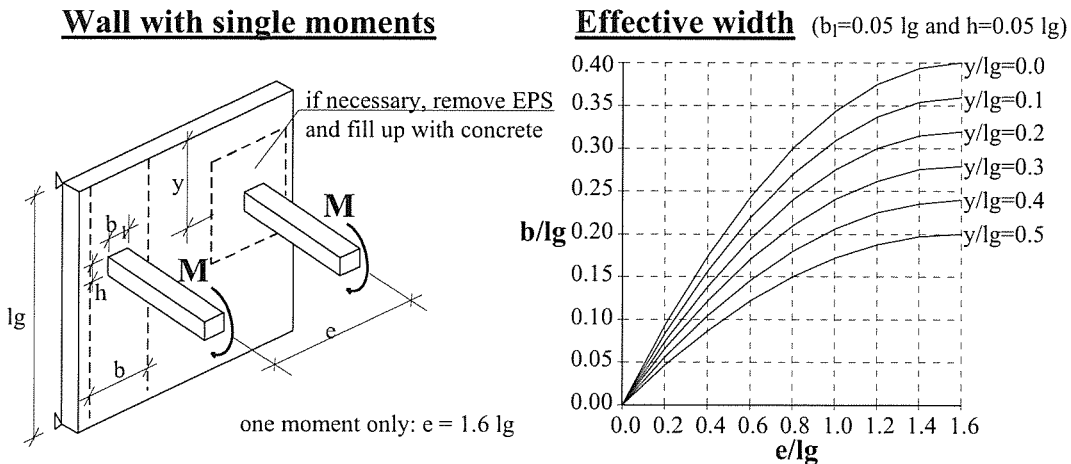 Wall with single moments
if necessary, remove EPS
and fill up with concrete
y
M
b₁
M
h
lg
e
b
one moment only: e = 1.6 lg
Effective width (b₁=0.05 lg and h=0.05 lg)
0.40
0.35
0.30
0.25
0.20
0.15
0.10
0.05
0.00
b/lg
y/lg=0.0
y/lg=0.1
y/lg=0.2
y/lg=0.3
y/lg=0.4
y/lg=0.5
0.0 0.2 0.4 0.6 0.8 1.0 1.2 1.4 1.6
e/lg